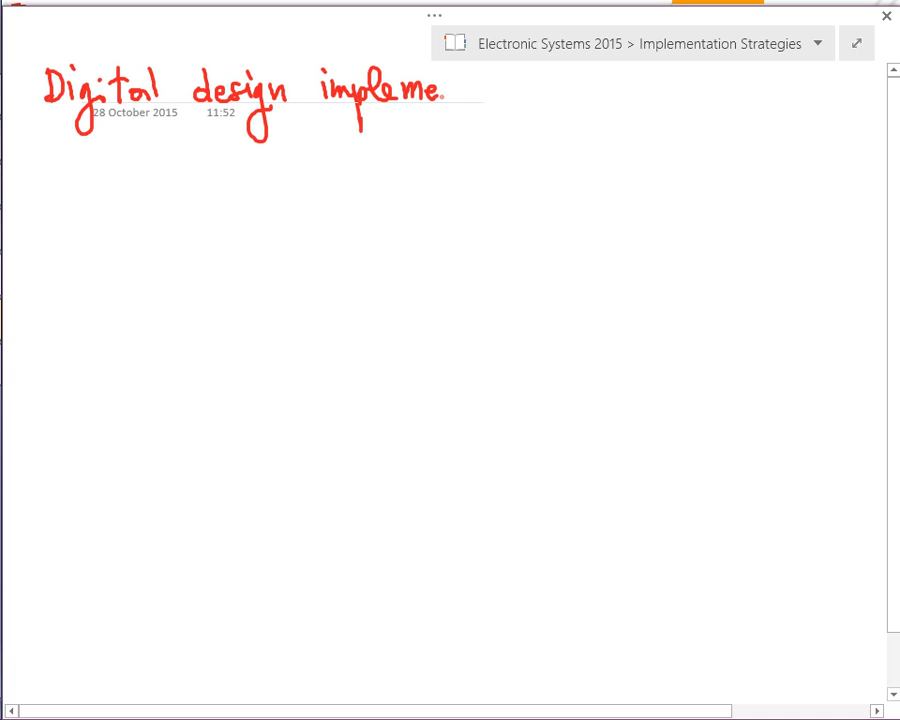 Electronic Systems 2015 > Implementation Strategies
Digital design impleme
28 October 2015 11:52